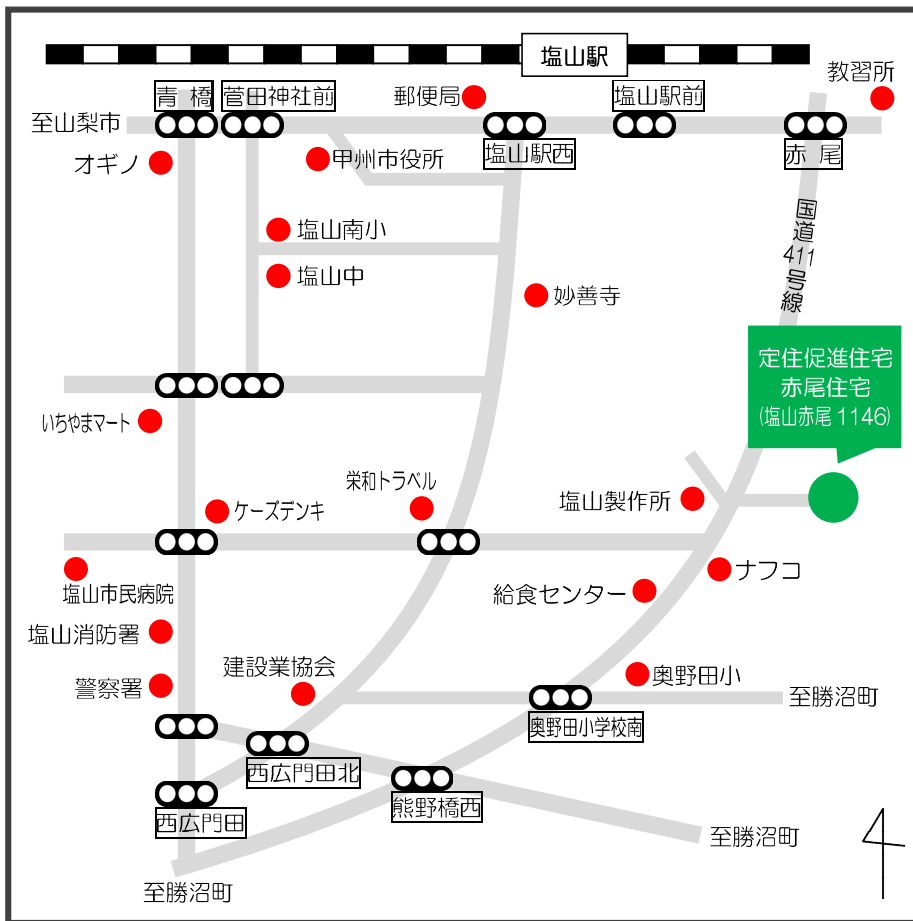 塩山駅
教習所
青橋
菅田神社前
郵便局
塩山駅前
至山梨市
オギノ
甲州市役所
塩山駅西
赤尾
塩山南小
塩山中
国道411号線
妙善寺
定住促進住宅
赤尾住宅
(塩山赤尾1146)
いちやまマート
栄和トラベル
ケーズデンキ
塩山製作所
塩山市民病院
給食センター
ナフコ
塩山消防署
建設業協会
警察署
奥野田小
至勝沼町
奥野田小学校南
西広門田北
西広門田
熊野橋西
至勝沼町
至勝沼町